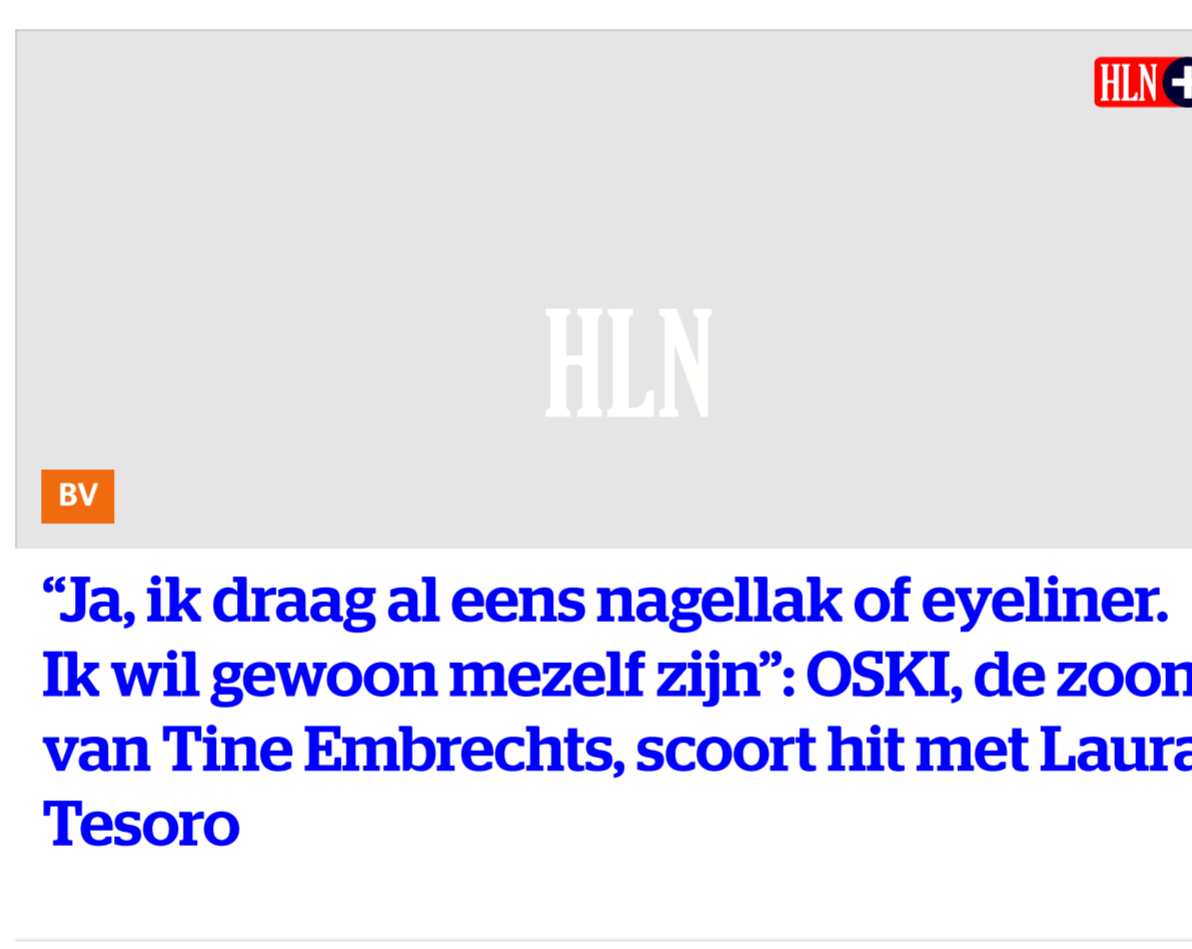 HLN
HLN
BV
“Ja, ik draag al eens nagellak of eyeliner.
Ik wil gewoon mezelf zijn”: OSKI, de zoon
van Tine Embrechts, scoort hit met Laura
Tesoro